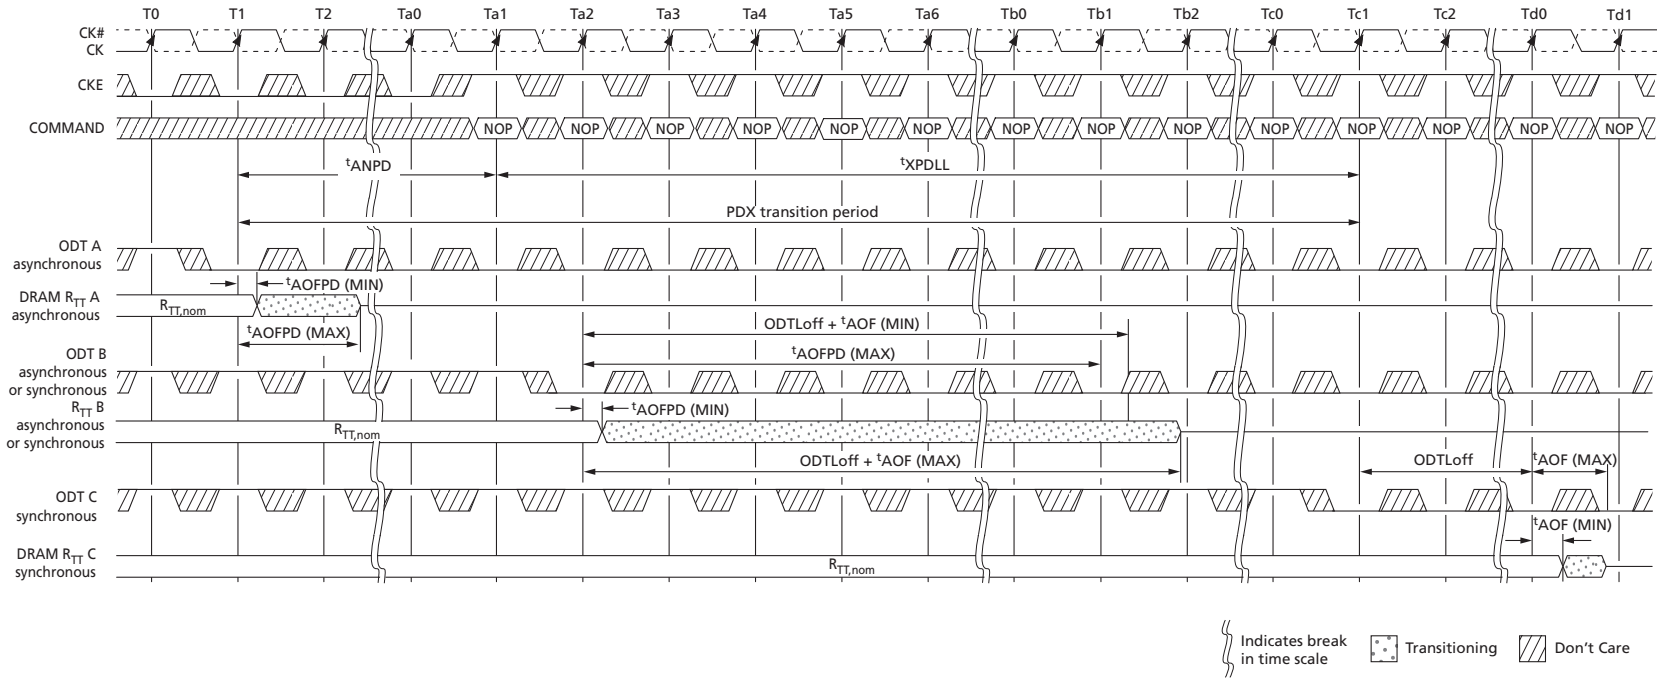 T0 T1 T2 Ta0 Ta1 Ta2 Ta3 Ta4 Ta5 Ta6 Tb0 Tb1 Tb2 Tc0 Tc1 Tc2 Td0 Td1
CK#
CK
CKE
COMMAND NOP NOP NOP NOP NOP NOP NOP NOP NOP NOP NOP NOP NOP NOP
tANPD tXPDLL
PDX transition period
ODT A
asynchronous
tAOFPD (MIN)
DRAM RTT A
asynchronous
RTT,nom
tAOFPD (MAX)
ODTLoff + tAOF (MIN)
tAOFPD (MAX)
ODT B
asynchronous
or synchronous
tAOFPD (MIN)
RTT B
asynchronous
or synchronous
RTT,nom
ODTLoff + tAOF (MAX)
ODTLoff tAOF (MAX)
ODT C
synchronous
tAOF (MIN)
DRAM RTT C
synchronous
RTT,nom
Indicates break
in time scale
Transitioning
Don't Care